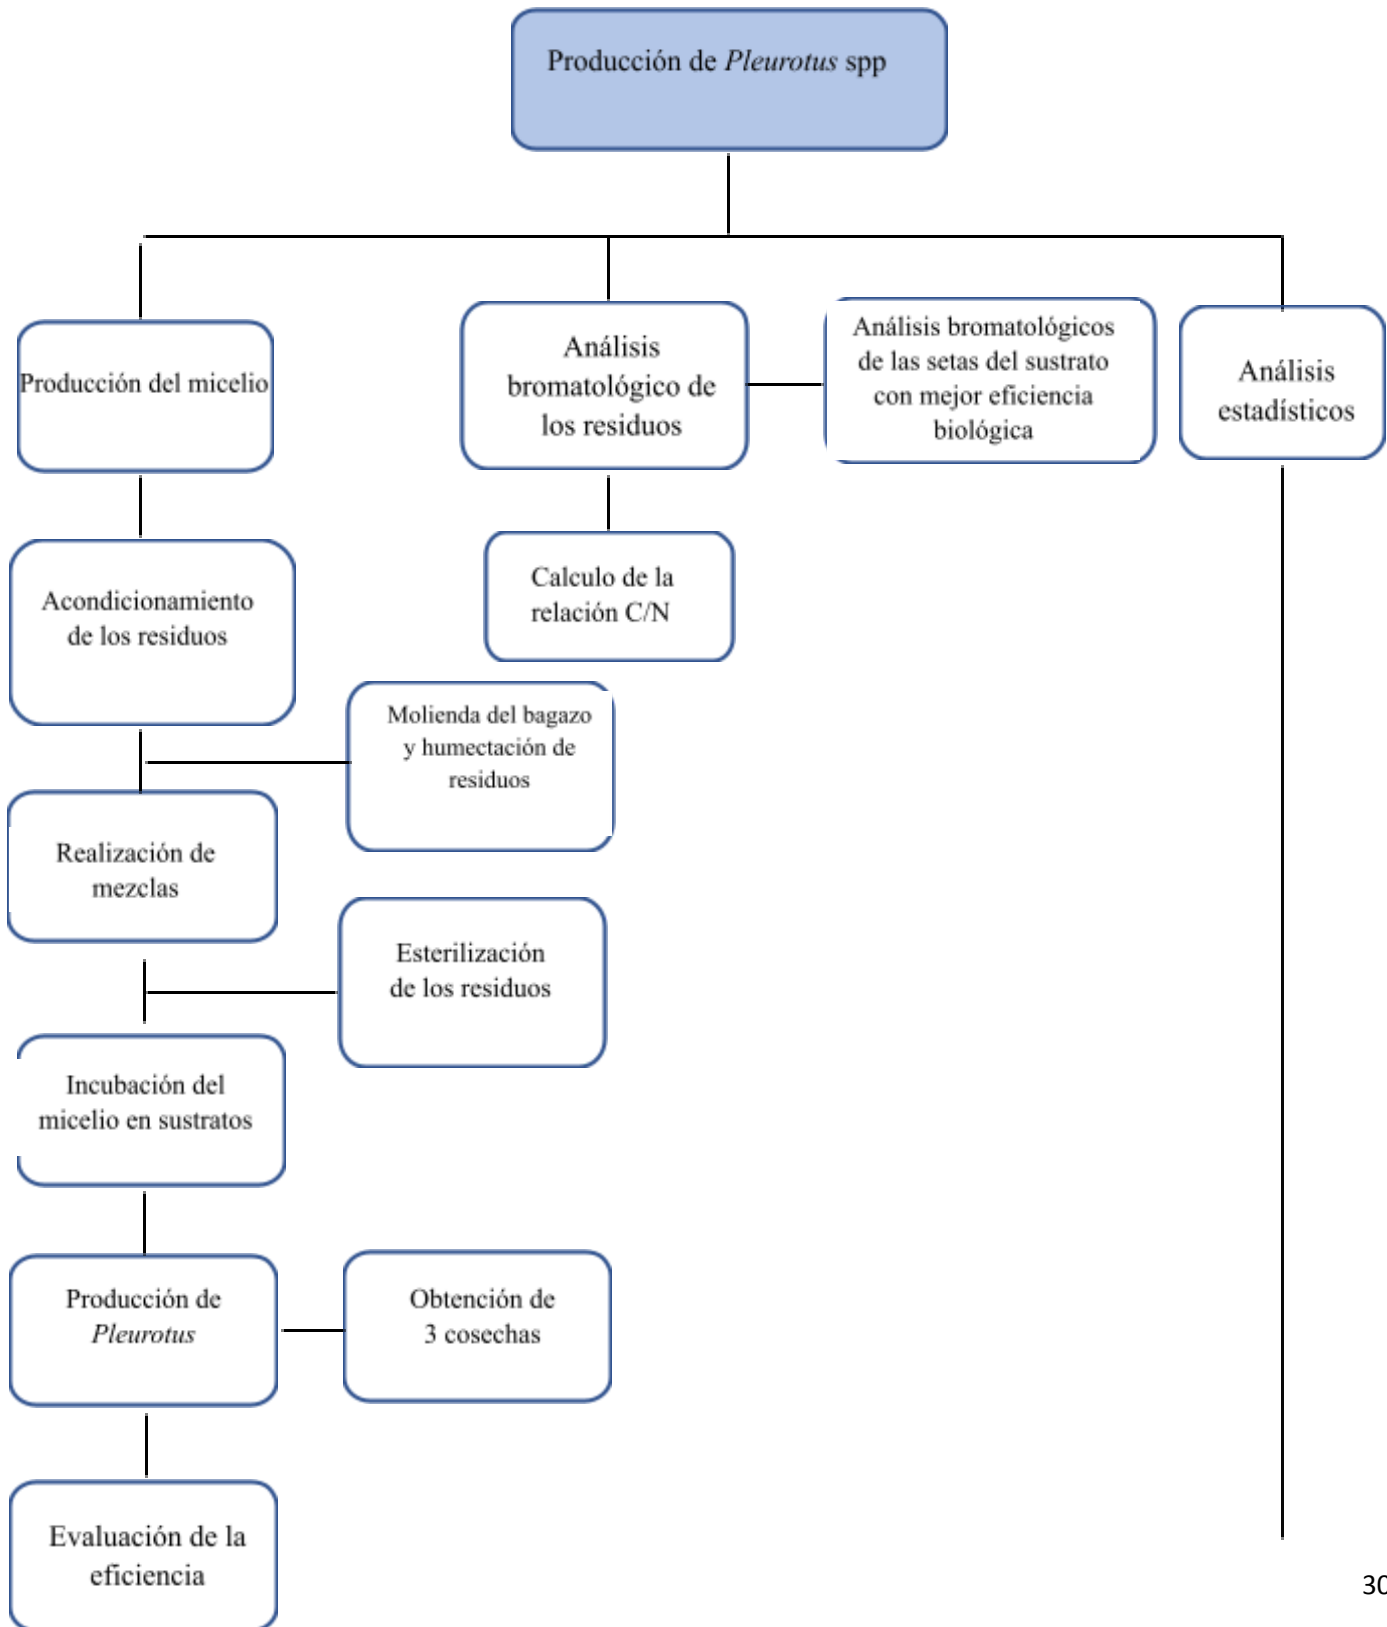 Producción de Pleurotus spp
Producción del micelio
Análisis
bromatológico de
los residuos
Análisis bromatológicos
de las setas del sustrato
con mejor eficiencia
biológica
Análisis
estadísticos
Acondicionamiento
de los residuos
Calculo de la
relación C/N
Molienda del bagazo
y humectación de
residuos
Realización de
mezclas
Esterilización
de los residuos
Incubación del
micelio en sustratos
Producción de
Pleurotus
Obtención de
3 cosechas
Evaluación de la
eficiencia
30